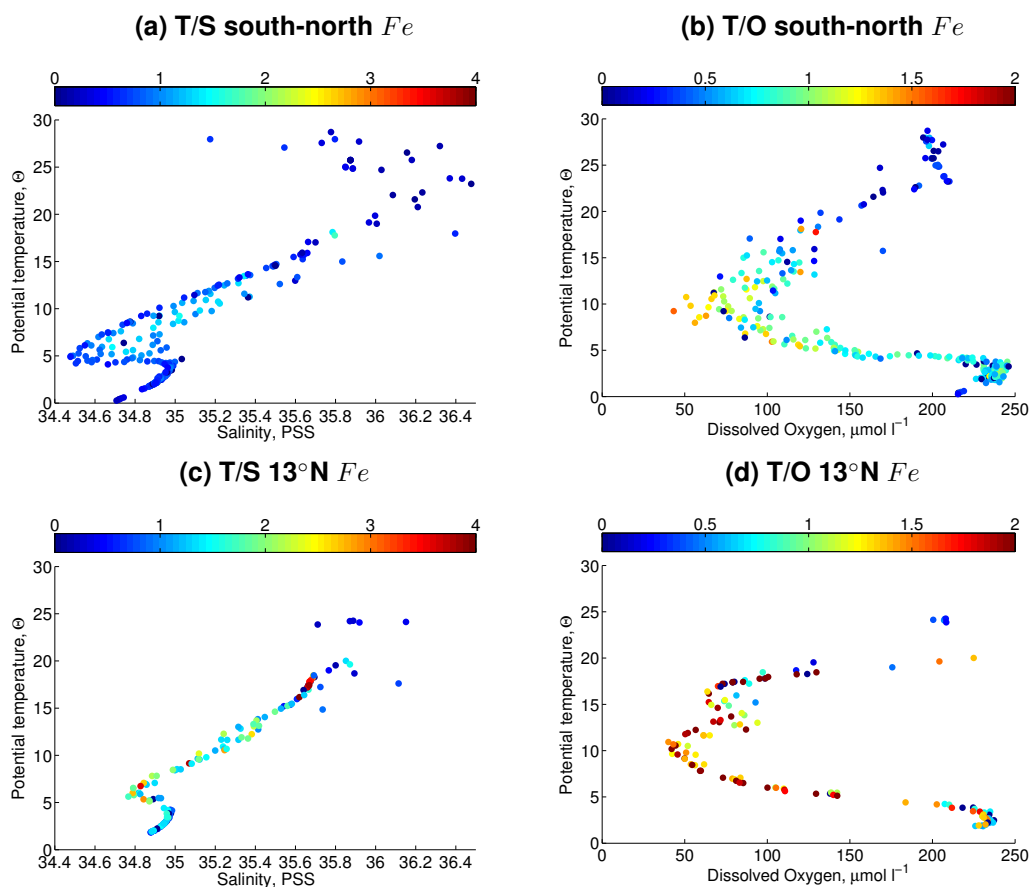 (a) T/S south-north Fe
(b) T/O south-north Fe
0 1 2 3 4
0 0.5 1 1.5 2
30
25
20
15
10
5
0
Potential temperature, Θ
34.4 34.6 34.8 35 35.2 35.4 35.6 35.8 36 36.2 36.4
Salinity, PSS
30
25
20
15
10
5
0
Potential temperature, Θ
0 50 100 150 200 250
Dissolved Oxygen, μmol l⁻¹
(c) T/S 13°N Fe
(d) T/O 13°N Fe
0 1 2 3 4
0 0.5 1 1.5 2
30
25
20
15
10
5
0
Potential temperature, Θ
34.4 34.6 34.8 35 35.2 35.4 35.6 35.8 36 36.2 36.4
Salinity, PSS
30
25
20
15
10
5
0
Potential temperature, Θ
0 50 100 150 200 250
Dissolved Oxygen, μmol l⁻¹